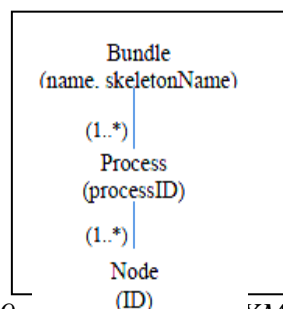 Bundle
(name, skeletonName)
(1..*)
Process
(processID)
(1..*)
Node
(ID)